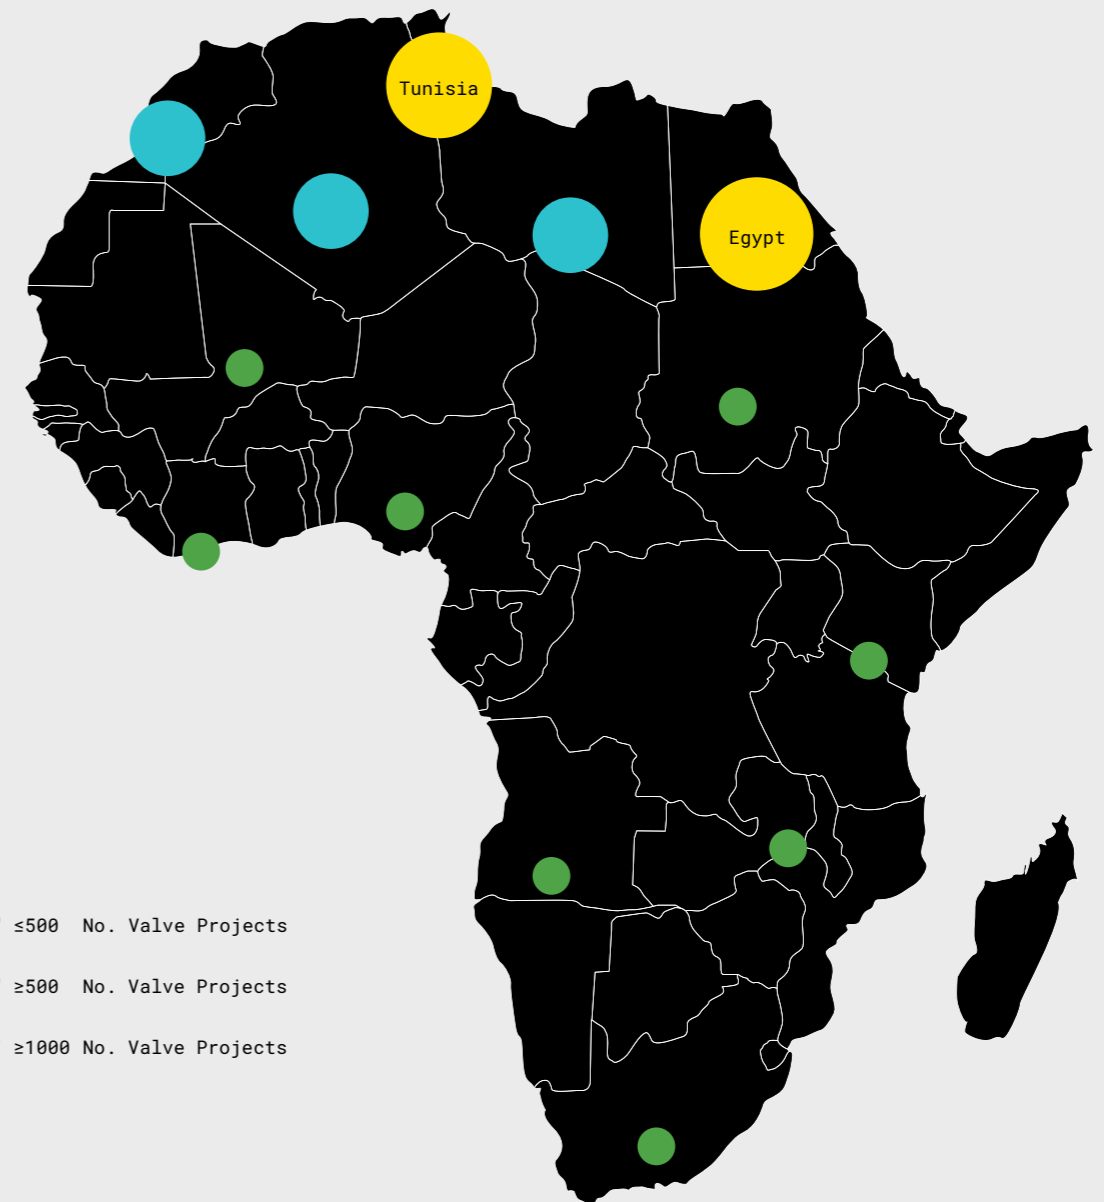 Tunisia
Egypt
≤500 No. Valve Projects
≥500 No. Valve Projects
≥1000 No. Valve Projects